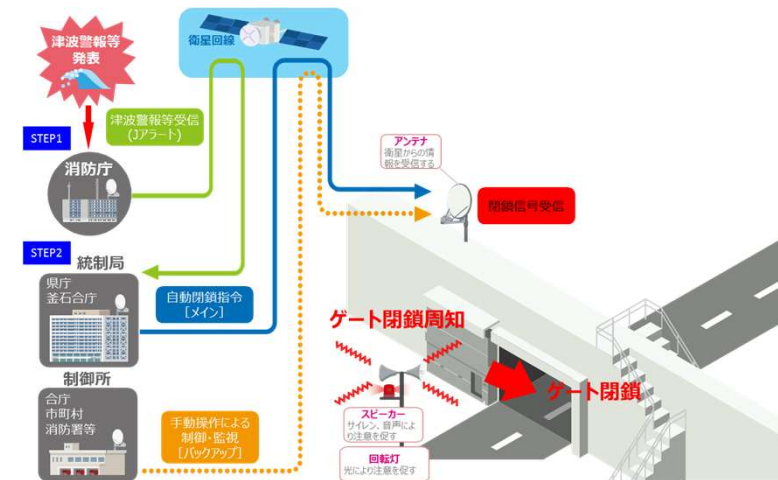 津波警報等
発表
衛星回線
津波警報等受信
(Jアラート)
STEP1
消防庁
アンテナ
衛星からの情
報を受信する
閉鎖信号受信
STEP2
統制局
県庁
釜石合庁
自動閉鎖指令
[メイン]
ゲート閉鎖周知
制御所
合庁
市町村
消防署等
手動操作による
制御・監視
[バックアップ]
スピーカー
サイレン、音声によ
り注意を促す
回転灯
光により注意を促す
ゲート閉鎖